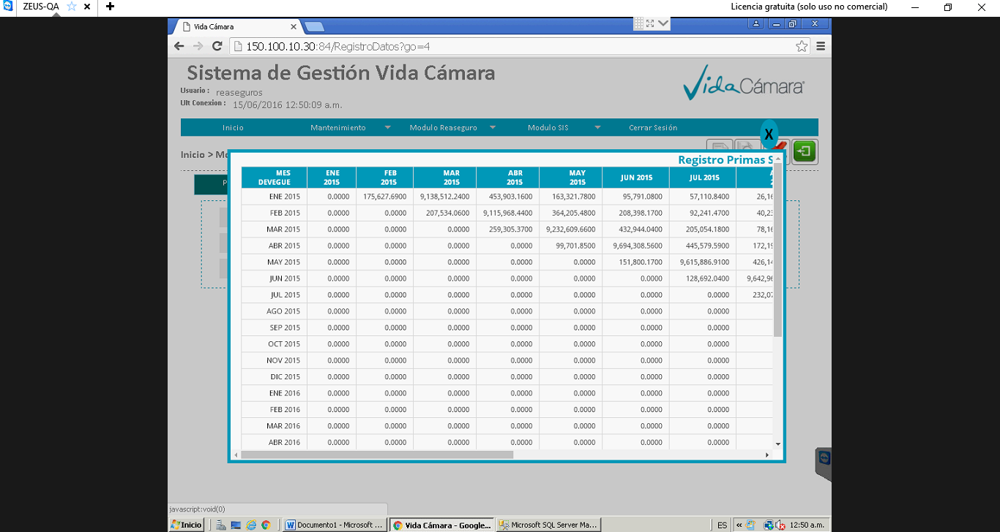 ZEUS-QA
Licencia gratuita (solo uso no comercial)
Vida Cámara
150.100.10.30:84/RegistroDatos?go=4
Sistema de Gestión Vida Cámara
Usuario : reaseguros
Ult Conexion : 15/06/2016 12:50:09 a.m.
VidaCámara
Inicio Mantenimiento Modulo Reaseguro Modulo SIS Cerrar Sesión
X
Inicio > Mo
Registro Primas S
MES DEVEGUE ENE 2015 FEB 2015 MAR 2015 ABR 2015 MAY 2015 JUN 2015 JUL 2015
ENE 2015 0.0000 175,627.6900 9,138,512.2400 453,903.1600 163,321.7800 95,791.0800 57,110.8400 26,16
FEB 2015 0.0000 0.0000 207,534.0600 9,115,968.4400 364,205.4800 208,398.1700 92,241.4700 40,23
MAR 2015 0.0000 0.0000 0.0000 259,305.3700 9,232,609.6600 432,944.0400 205,054.1800 78,16
ABR 2015 0.0000 0.0000 0.0000 0.0000 99,701.8500 9,694,308.5600 445,579.5900 172,19
MAY 2015 0.0000 0.0000 0.0000 0.0000 0.0000 151,800.1700 9,615,886.9100 426,14
JUN 2015 0.0000 0.0000 0.0000 0.0000 0.0000 0.0000 128,692.0400 9,642,96
JUL 2015 0.0000 0.0000 0.0000 0.0000 0.0000 0.0000 0.0000 232,07
AGO 2015 0.0000 0.0000 0.0000 0.0000 0.0000 0.0000 0.0000
SEP 2015 0.0000 0.0000 0.0000 0.0000 0.0000 0.0000 0.0000
OCT 2015 0.0000 0.0000 0.0000 0.0000 0.0000 0.0000 0.0000
NOV 2015 0.0000 0.0000 0.0000 0.0000 0.0000 0.0000 0.0000
DIC 2015 0.0000 0.0000 0.0000 0.0000 0.0000 0.0000 0.0000
ENE 2016 0.0000 0.0000 0.0000 0.0000 0.0000 0.0000 0.0000
FEB 2016 0.0000 0.0000 0.0000 0.0000 0.0000 0.0000 0.0000
MAR 2016 0.0000 0.0000 0.0000 0.0000 0.0000 0.0000 0.0000
ABR 2016 0.0000 0.0000 0.0000 0.0000 0.0000 0.0000 0.0000
javascript:void(0)
Inicio Documento1 - Microsoft ... Vida Cámara - Google... Microsoft SQL Server Ma... ES « 12:50 a.m.